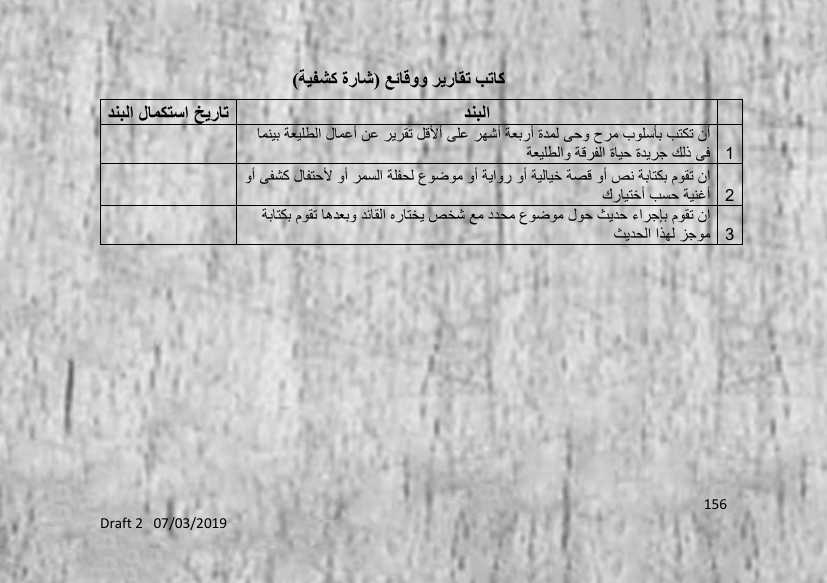 كاتب تقارير ووقائع (شارة كشفية)
البند تاريخ استكمال البند
أن تكتب بأسلوب مرح وحى لمدة أربعة أشهر على ألأقل تقرير عن أعمال الطليعة بينما
1 فى ذلك جريدة حياة الفرقة والطليعة
ان تقوم بكتابة نص أو قصة خيالية أو رواية أو موضوع لحفلة السمر أو لأحتفال كشفى أو
2 أغنية حسب أختيارك
ان تقوم بإجراء حديث حول موضوع محدد مع شخص يختاره القائد وبعدها تقوم بكتابة
3 موجز لهذا الحديث
156
Draft 2 07/03/2019